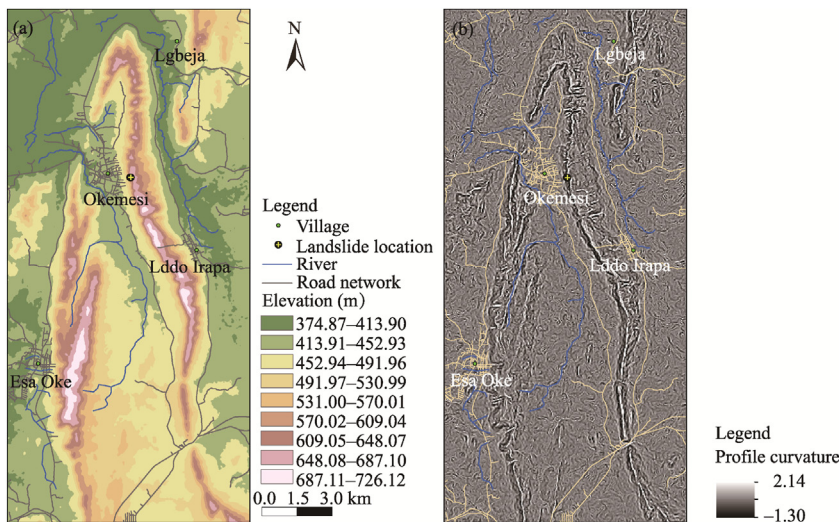 (a)
Lgbeja
N
Okemesi
Lddo Irapa
Esa Oke
Legend
Village
Landslide location
River
Road network
Elevation (m)
374.87–413.90
413.91–452.93
452.94–491.96
491.97–530.99
531.00–570.01
570.02–609.04
609.05–648.07
648.08–687.10
687.11–726.12
0.0 1.5 3.0 km
(b)
Lgbeja
Okemesi
Lddo Irapa
Esa Oke
Legend
Profile curvature
2.14
–1.30